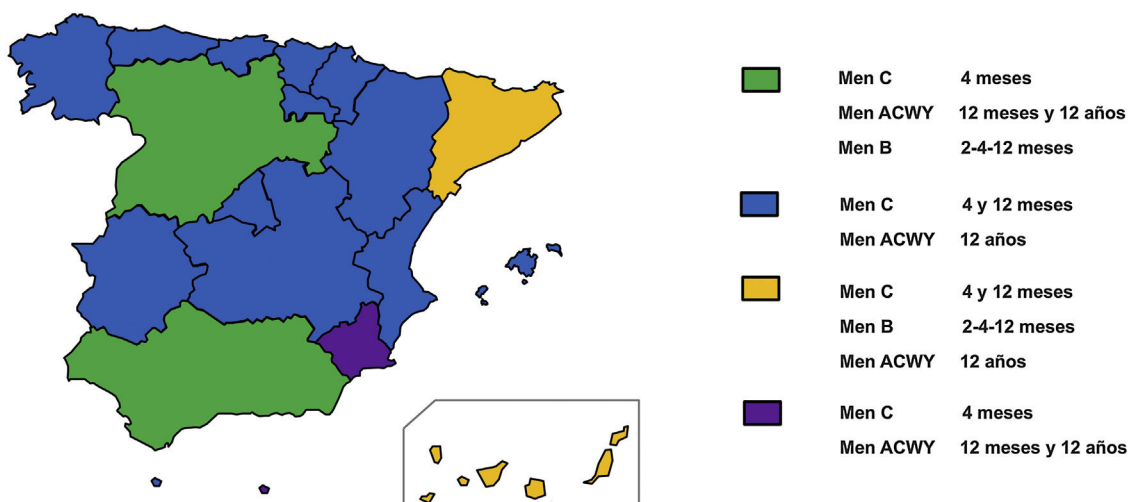 Men C 4 meses
Men ACWY 12 meses y 12 años
Men B 2-4-12 meses
Men C 4 y 12 meses
Men ACWY 12 años
Men C 4 y 12 meses
Men B 2-4-12 meses
Men ACWY 12 años
Men C 4 meses
Men ACWY 12 meses y 12 años